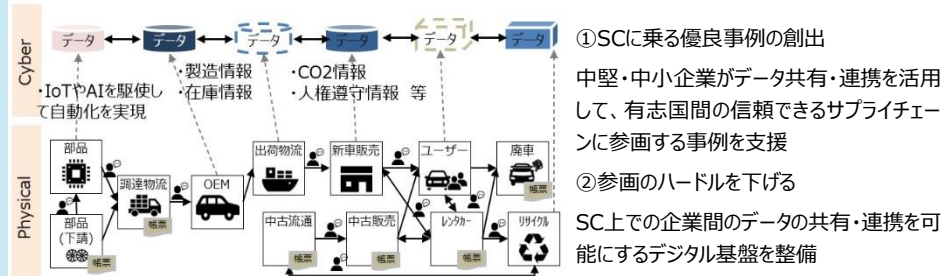 Cyber
データ
データ
データ
データ
データ
データ
・IoTやAIを駆使し
て自動化を実現
・製造情報
・在庫情報
・CO2情報
・人権遵守情報 等
Physical
部品
調達物流
帳票
OEM
出荷物流
新車販売
ユーザー
廃車
帳票
部品
(下請)
帳票
中古流通
帳票
中古販売
帳票
レンタカー
帳票
リサイクル
①SCに乗る優良事例の創出
中堅・中小企業がデータ共有・連携を活用
して、有志国間の信頼できるサプライチェー
ンに参画する事例を支援
②参画のハードルを下げる
SC上での企業間のデータの共有・連携を可
能にするデジタル基盤を整備